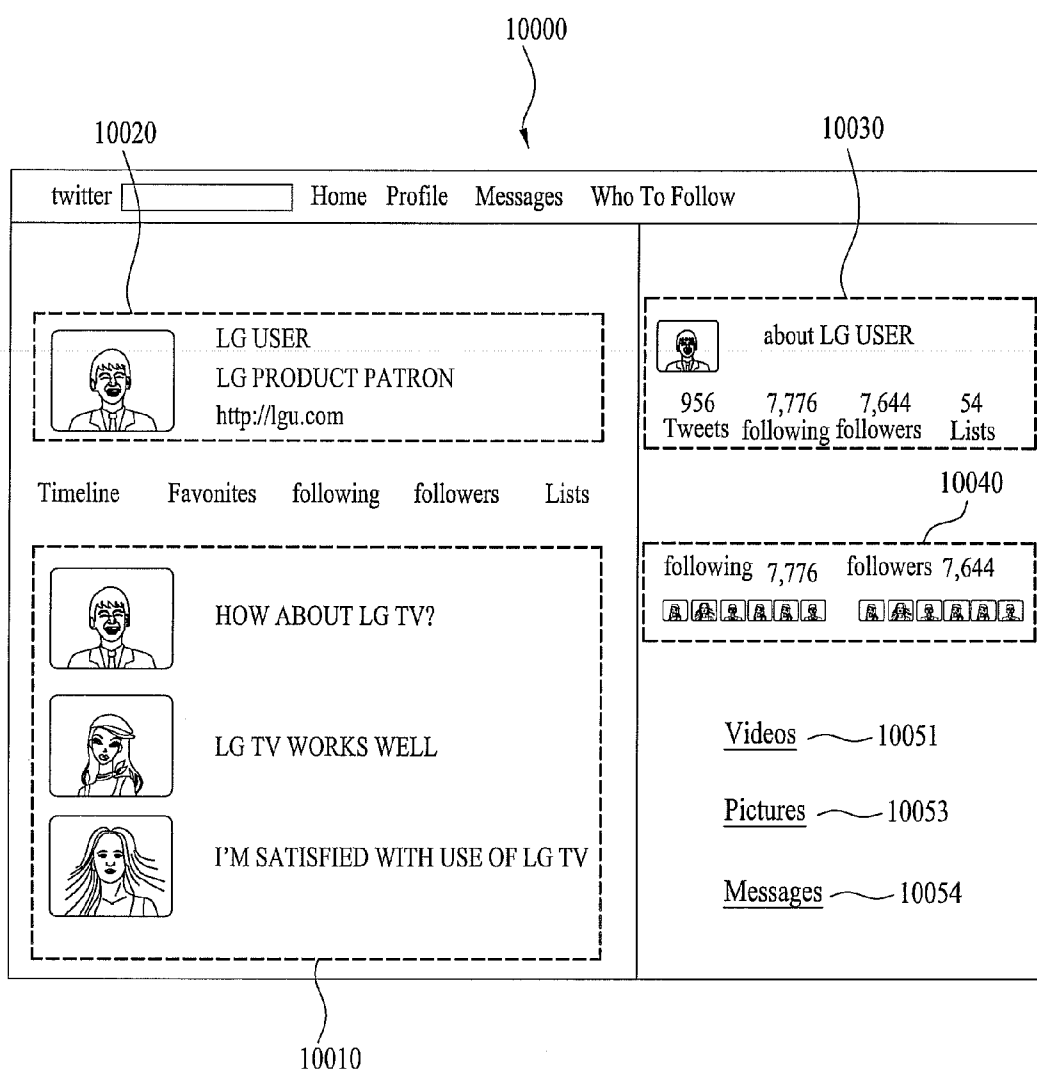 10000
10020
10030
twitter Home Profile Messages Who To Follow
LG USER
LG PRODUCT PATRON
http://lgu.com
about LG USER
956 7,776 7,644 54
Tweets following followers Lists
Timeline Favonites following followers Lists
10040
following 7,776 followers 7,644
HOW ABOUT LG TV?
LG TV WORKS WELL
I'M SATISFIED WITH USE OF LG TV
Videos 10051
Pictures 10053
Messages 10054
10010